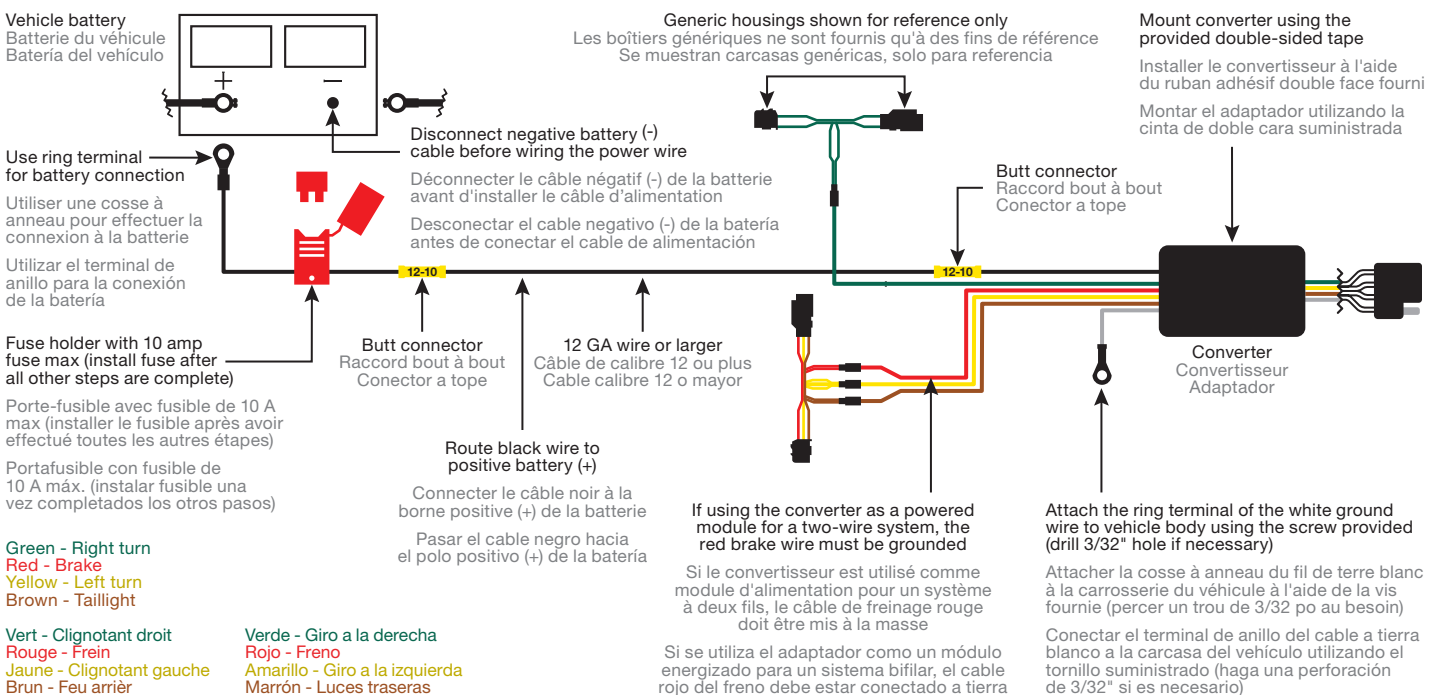 Vehicle battery
Batterie du véhicule
Batería del vehículo
+
−
Use ring terminal
for battery connection
Utiliser une cosse à
anneau pour effectuer la
connexion à la batterie
Utilizar el terminal de
anillo para la conexión
de la batería
Disconnect negative battery (-)
cable before wiring the power wire
Déconnecter le câble négatif (-) de la batterie
avant d'installer le câble d'alimentation
Desconectar el cable negativo (-) de la batería
antes de conectar el cable de alimentación
Generic housings shown for reference only
Les boîtiers génériques ne sont fournis qu'à des fins de référence
Se muestran carcasas genéricas, solo para referencia
Mount converter using the
provided double-sided tape
Installer le convertisseur à l'aide
du ruban adhésif double face fourni
Montar el adaptador utilizando la
cinta de doble cara suministrada
Butt connector
Raccord bout à bout
Conector a tope
12-10
12-10
Fuse holder with 10 amp
fuse max (install fuse after
all other steps are complete)
Porte-fusible avec fusible de 10 A
max (installer le fusible après avoir
effectué toutes les autres étapes)
Portafusible con fusible de
10 A máx. (instalar fusible una
vez completados los otros pasos)
Butt connector
Raccord bout à bout
Conector a tope
12 GA wire or larger
Câble de calibre 12 ou plus
Cable calibre 12 o mayor
Route black wire to
positive battery (+)
Connecter le câble noir à la
borne positive (+) de la batterie
Pasar el cable negro hacia
el polo positivo (+) de la batería
Converter
Convertisseur
Adaptador
If using the converter as a powered
module for a two-wire system, the
red brake wire must be grounded
Si le convertisseur est utilisé comme
module d'alimentation pour un système
à deux fils, le câble de freinage rouge
doit être mis à la masse
Si se utiliza el adaptador como un módulo
energizado para un sistema bifilar, el cable
rojo del freno debe estar conectado a tierra
Attach the ring terminal of the white ground
wire to vehicle body using the screw provided
(drill 3/32" hole if necessary)
Attacher la cosse à anneau du fil de terre blanc
à la carrosserie du véhicule à l'aide de la vis
fournie (percer un trou de 3/32 po au besoin)
Conectar el terminal de anillo del cable a tierra
blanco a la carcasa del vehículo utilizando el
tornillo suministrado (haga una perforación
de 3/32" si es necesario)
Green - Right turn
Red - Brake
Yellow - Left turn
Brown - Taillight
Vert - Clignotant droit
Rouge - Frein
Jaune - Clignotant gauche
Brun - Feu arrièr
Verde - Giro a la derecha
Rojo - Freno
Amarillo - Giro a la izquierda
Marrón - Luces traseras